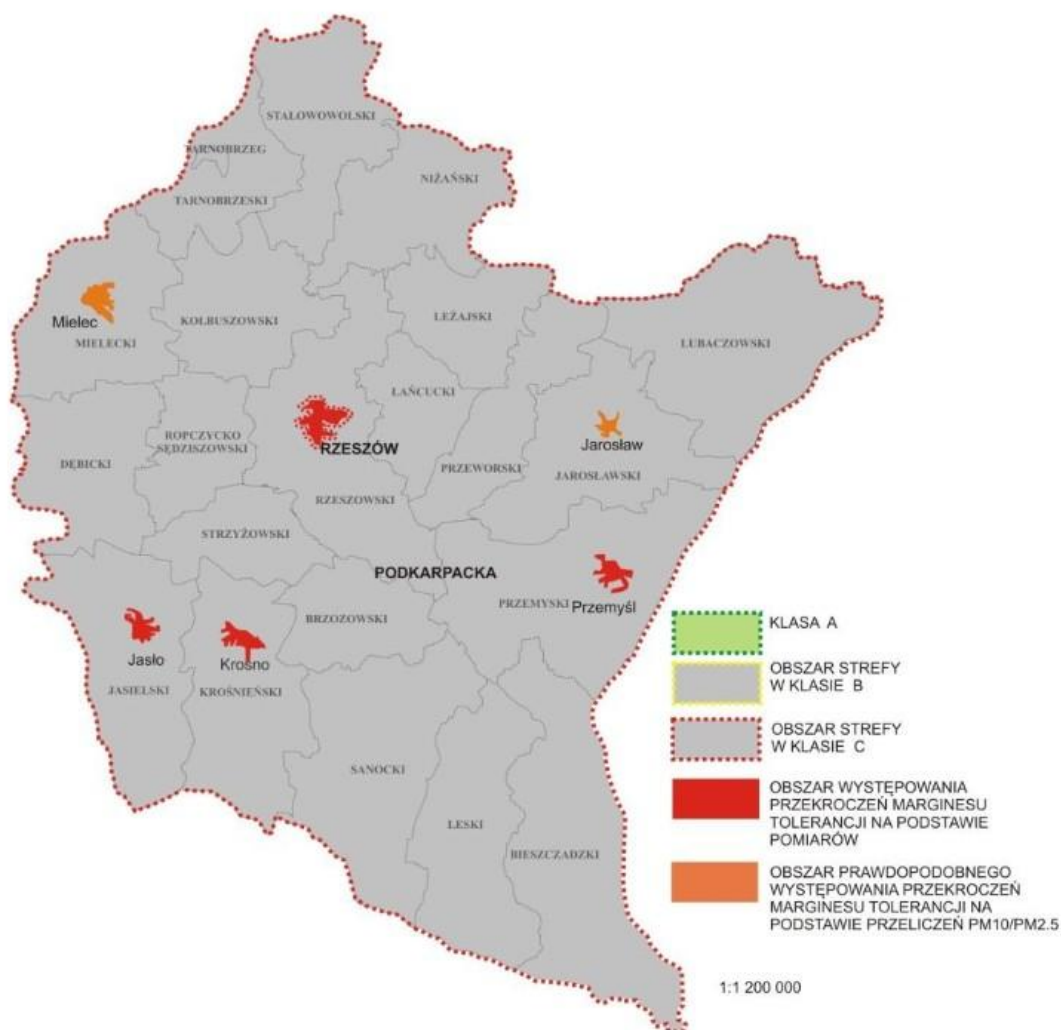 STALOWOWOLSKI
TARNOBRZEG
NIŻAŃSKI
TARNOBRZESKI
Mielec
MIELECKI
KOLBUSZOWSKI
LEŻAJSKI
LUBACZOWSKI
ŁAŃCUCKI
ROPCZYCKO
SĘDZISZOWSKI
RZESZÓW
Jarosław
DĘBICKI
PRZEWORSKI
JAROSŁAWSKI
RZESZOWSKI
STRZYŻOWSKI
PODKARPACKA
BRZOZOWSKI
PRZEMYSKI
Przemyśl
Jasło
Krosno
JASIELSKI
KROŚNIEŃSKI
SANOCKI
LESKI
BIESZCZADZKI
KLASA A
OBSZAR STREFY
W KLASIE B
OBSZAR STREFY
W KLASIE C
OBSZAR WYSTĘPOWANIA
PRZEKROCZEŃ MARGINESU
TOLERANCJI NA PODSTAWIE
POMIARÓW
OBSZAR PRAWDOPODOBNEGO
WYSTĘPOWANIA PRZEKROCZEŃ
MARGINESU TOLERANCJI NA
PODSTAWIE PRZELICZEŃ PM10/PM2.5
1:1 200 000